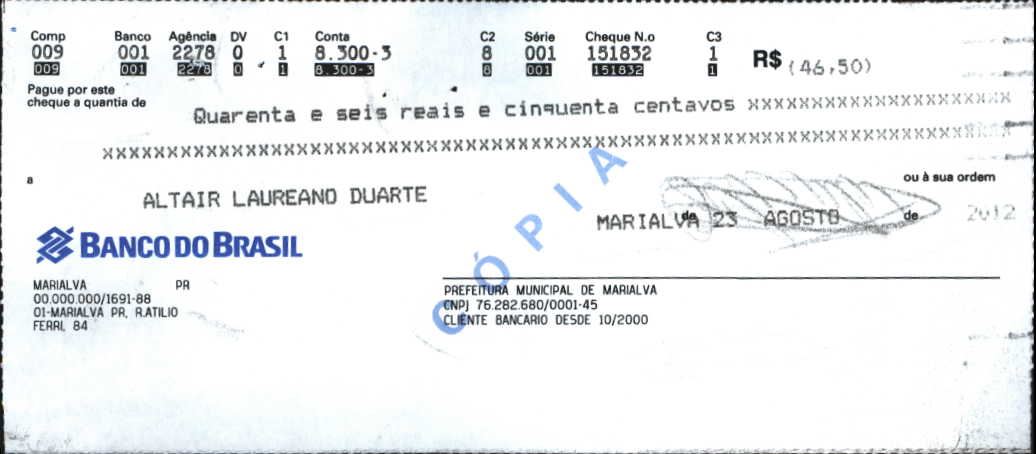 Comp Banco Agência DV C1 Conta C2 Série Cheque N.o C3
009 001 2278 0 1 8.300-3 8 001 151832 1 R$ (46,50)
009 001 2278 0 1 8.300-3 8 001 151832 1
Pague por este
cheque a quantia de
Quarenta e seis reais e cinquenta centavos XXXXXXXXXXXXXXXXXXXXXX
XXXXXXXXXXXXXXXXXXXXXXXXXXXXXXXXXXXXXXXXXXXXXXXXXXXXXXXXXXXXXXXXXXXXXX
a ou à sua ordem
ALTAIR LAUREANO DUARTE
MARIALVA de 23 AGOSTO de 2012
CÓPIA
BANCO DO BRASIL
MARIALVA PR
00.000.000/1691-88
01-MARIALVA PR, R.ATILIO
FERRI, 84
PREFEITURA MUNICIPAL DE MARIALVA
CNPJ 76.282.680/0001-45
CLIENTE BANCARIO DESDE 10/2000